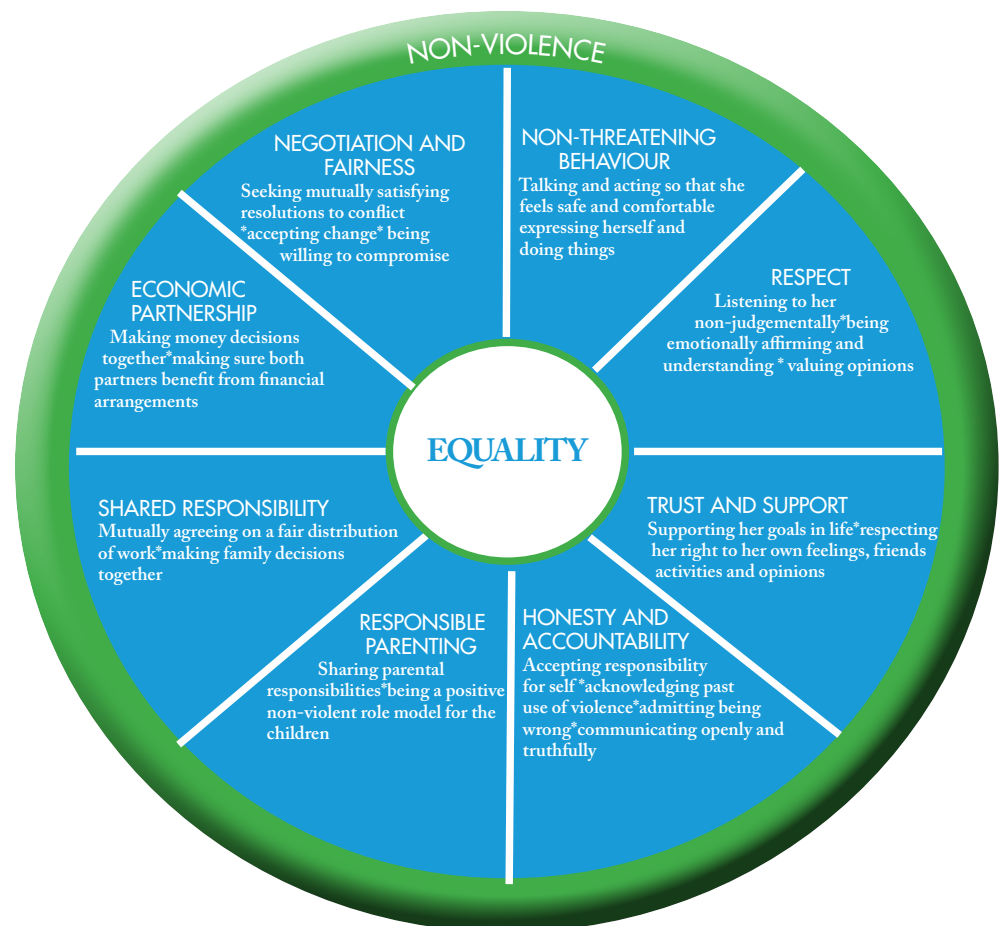 NON-VIOLENCE
NEGOTIATION AND
FAIRNESS
Seeking mutually satisfying
resolutions to conflict
*accepting change* being
willing to compromise
NON-THREATENING
BEHAVIOUR
Talking and acting so that she
feels safe and comfortable
expressing herself and
doing things
RESPECT
Listening to her
non-judgementally*being
emotionally affirming and
understanding * valuing opinions
TRUST AND SUPPORT
Supporting her goals in life*respecting
her right to her own feelings, friends
activities and opinions
HONESTY AND
ACCOUNTABILITY
Accepting responsibility
for self *acknowledging past
use of violence*admitting being
wrong*communicating openly and
truthfully
RESPONSIBLE
PARENTING
Sharing parental
responsibilities*being a positive
non-violent role model for the
children
SHARED RESPONSIBILITY
Mutually agreeing on a fair distribution
of work*making family decisions
together
ECONOMIC
PARTNERSHIP
Making money decisions
together*making sure both
partners benefit from financial
arrangements
EQUALITY